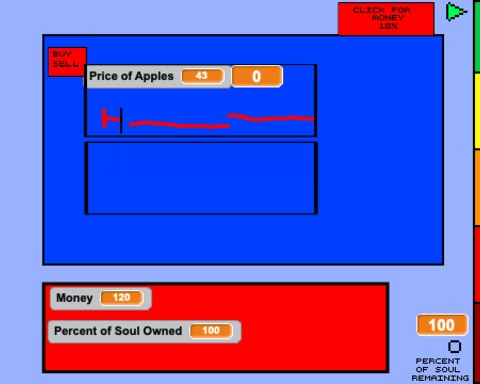 CLICK FOR
MONEY
10%
BUY
SELL
Price of Apples 43 0
Money 120
Percent of Soul Owned 100
100
PERCENT
OF SOUL
REMAINING